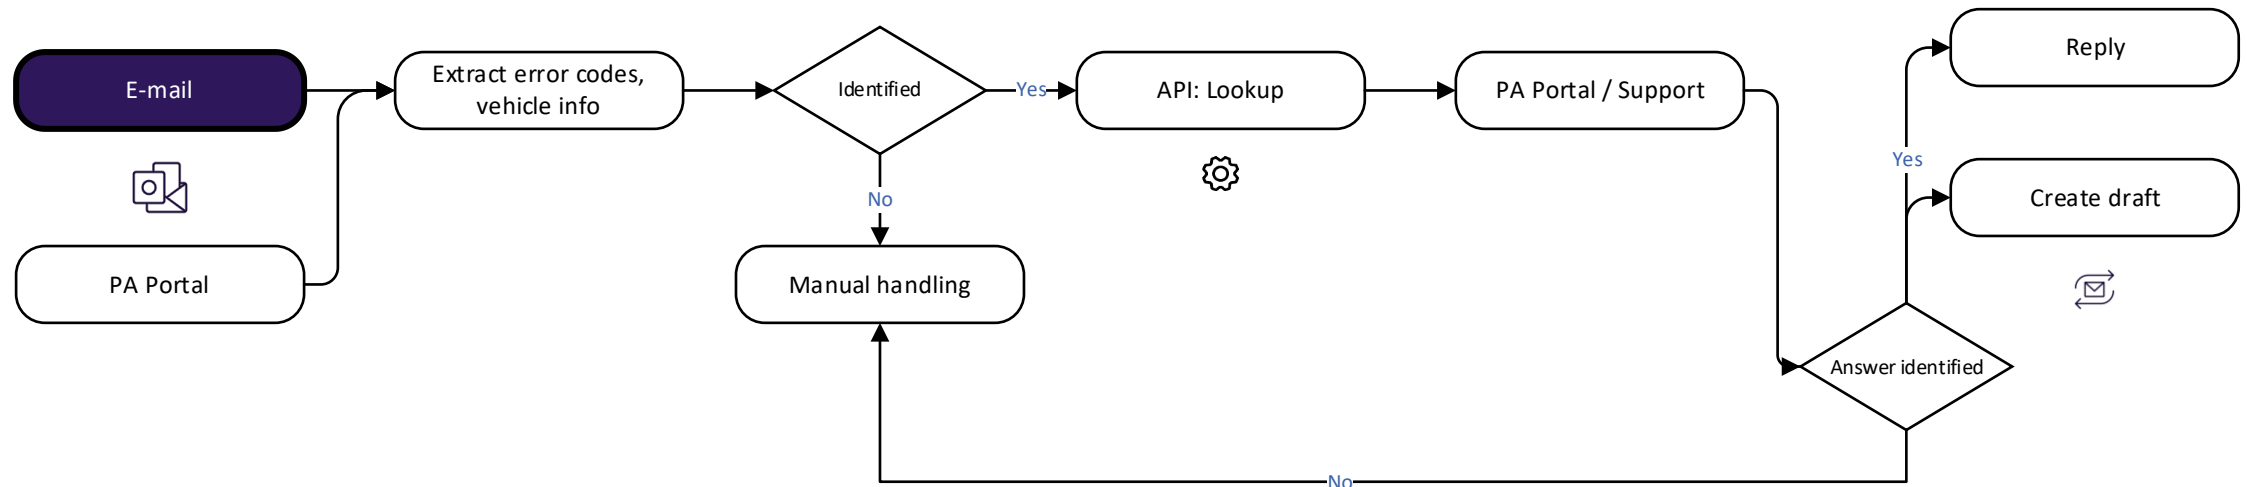 E-mail
Extract error codes,
vehicle info
Identified
Yes
API: Lookup
PA Portal / Support
Reply
Yes
Create draft
No
PA Portal
Manual handling
Answer identified
No